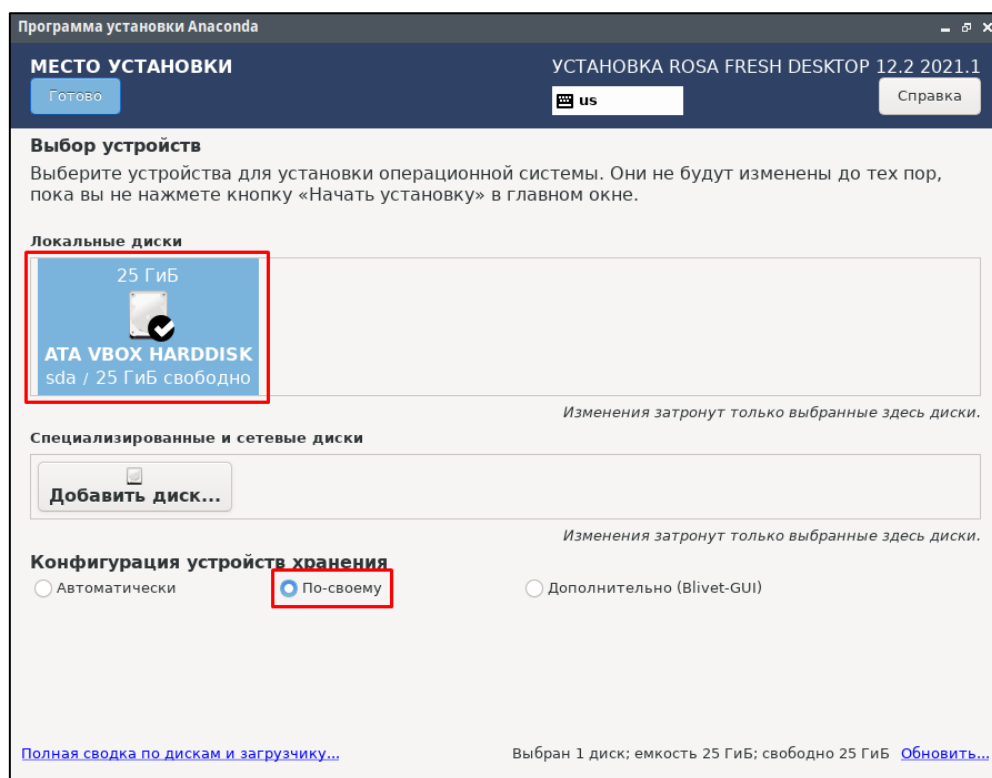 Программа установки Anaconda
МЕСТО УСТАНОВКИ
УСТАНОВКА ROSA FRESH DESKTOP 12.2 2021.1
Готово
us
Справка
Выбор устройств
Выберите устройства для установки операционной системы. Они не будут изменены до тех пор,
пока вы не нажмете кнопку «Начать установку» в главном окне.
Локальные диски
25 ГиБ
ATA VBOX HARDDISK
sda / 25 ГиБ свободно
Изменения затронут только выбранные здесь диски.
Специализированные и сетевые диски
Добавить диск...
Изменения затронут только выбранные здесь диски.
Конфигурация устройств хранения
Автоматически
По-своему
Дополнительно (Blivet-GUI)
Полная сводка по дискам и загрузчику...
Выбран 1 диск; емкость 25 ГиБ; свободно 25 ГиБ
Обновить...